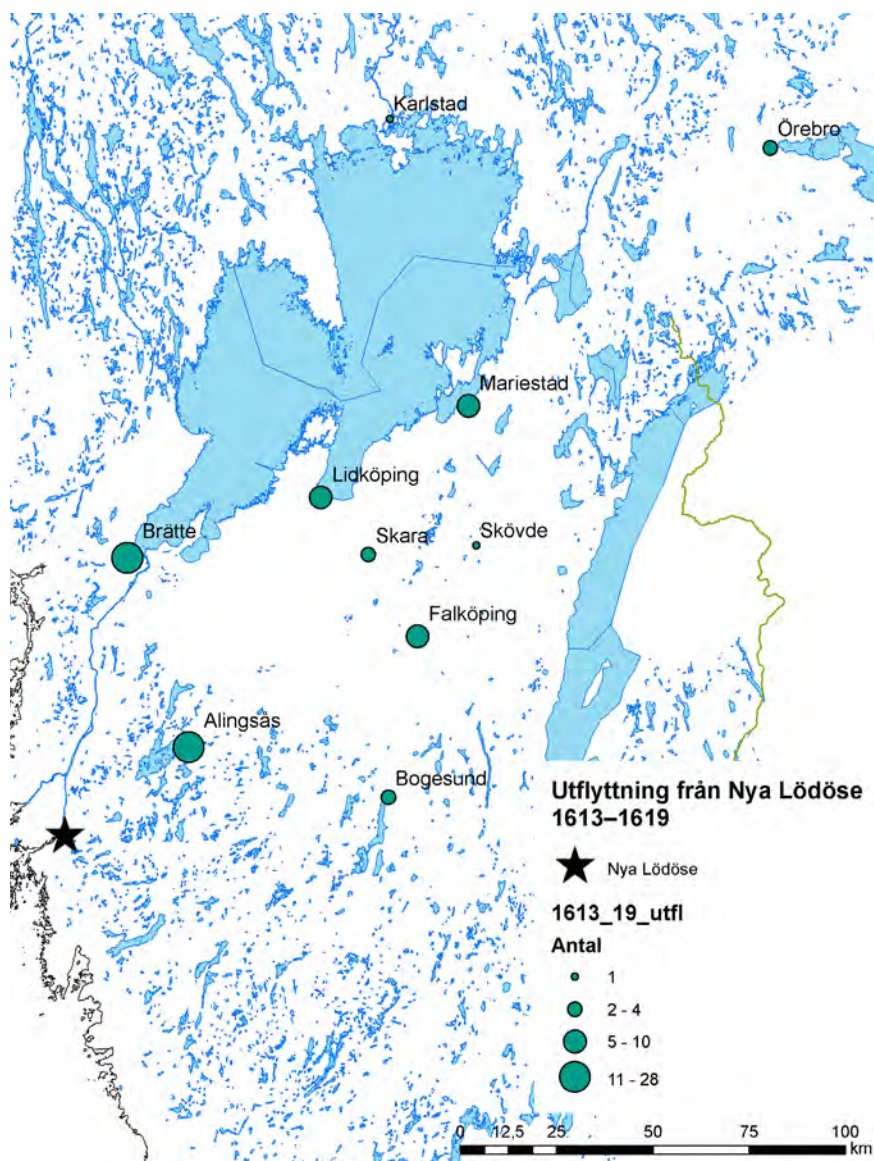 Karlstad
Örebro
Mariestad
Lidköping
Brätte
Skara
Skövde
Falköping
Alingsås
Bogesund
Utflyttning från Nya Lödöse
1613–1619
Nya Lödöse
1613_19_utfl
Antal
1
2 - 4
5 - 10
11 - 28
0 12,5 25 50 75 100
km